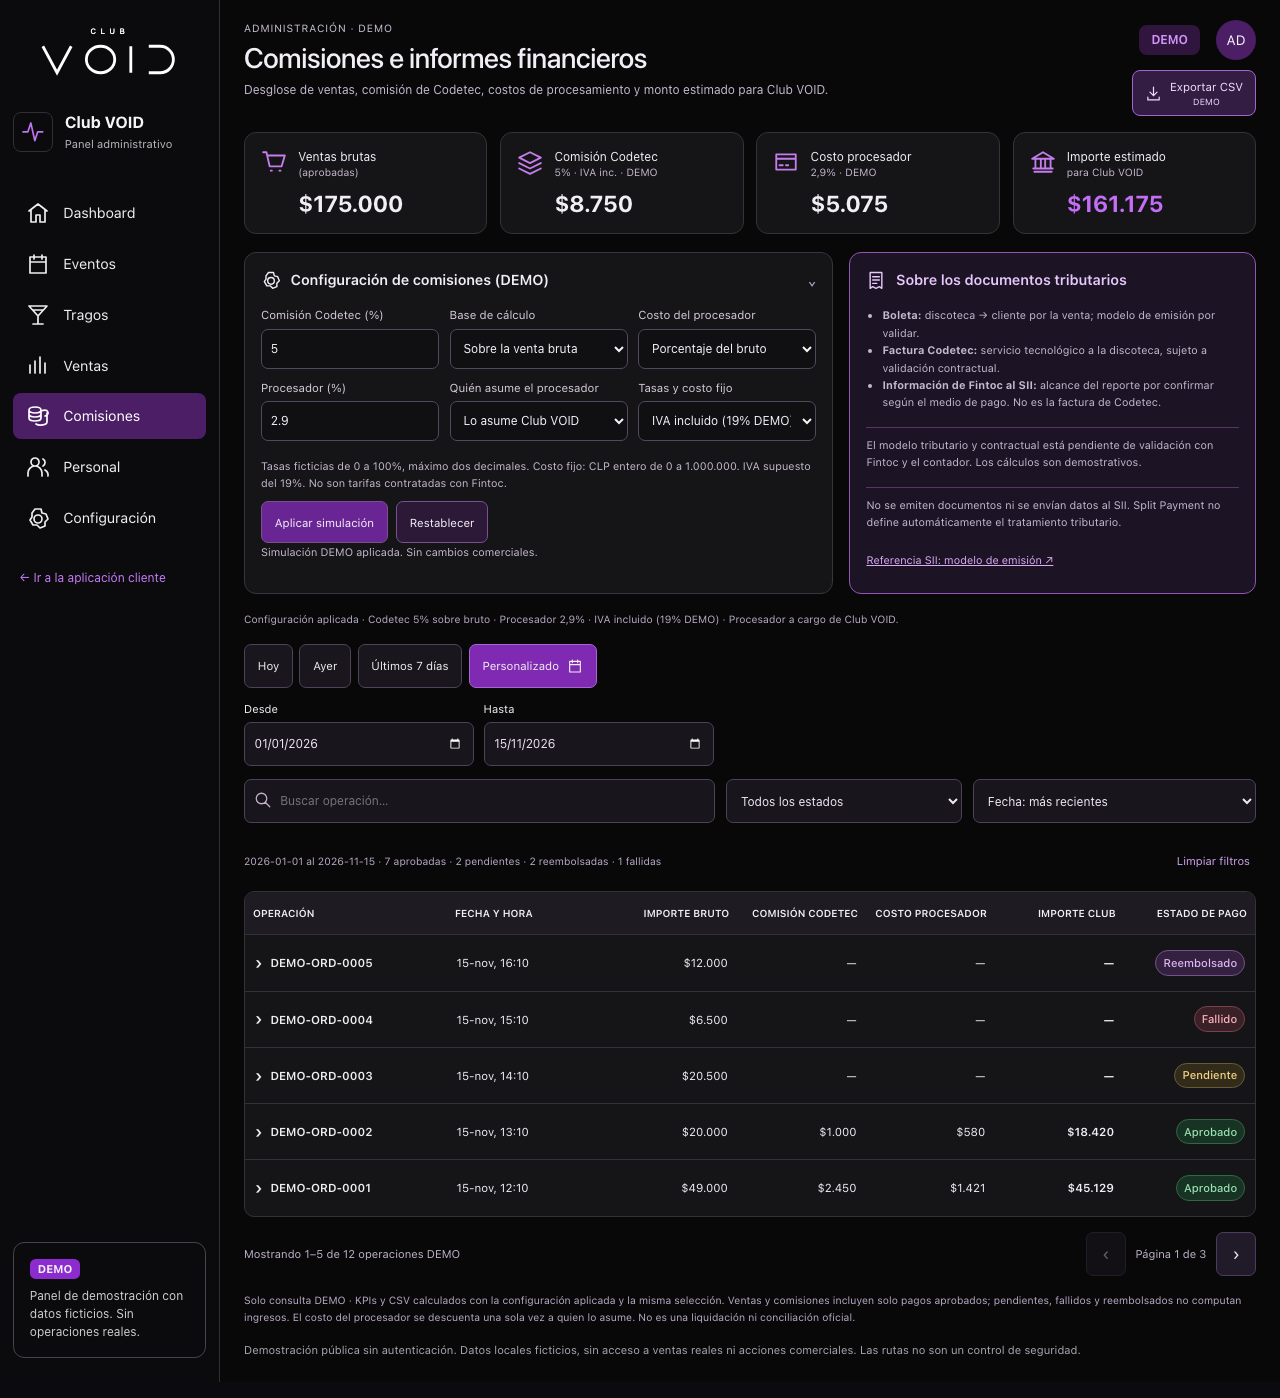 CLUB
VOID
Club VOID
Panel administrativo
Dashboard
Eventos
Tragos
Ventas
Comisiones
Personal
Configuración
← Ir a la aplicación cliente
DEMO
Panel de demostración con
datos ficticios. Sin
operaciones reales.
ADMINISTRACIÓN · DEMO
Comisiones e informes financieros
Desglose de ventas, comisión de Codetec, costos de procesamiento y monto estimado para Club VOID.
DEMO
AD
Exportar CSV
DEMO
Ventas brutas
(aprobadas)
$175.000
Comisión Codetec
5% · IVA inc. · DEMO
$8.750
Costo procesador
2,9% · DEMO
$5.075
Importe estimado
para Club VOID
$161.175
Configuración de comisiones (DEMO)
Comisión Codetec (%)
Base de cálculo
Costo del procesador
5
Sobre la venta bruta
Porcentaje del bruto
Procesador (%)
Quién asume el procesador
Tasas y costo fijo
2.9
Lo asume Club VOID
IVA incluido (19% DEMO)
Tasas ficticias de 0 a 100%, máximo dos decimales. Costo fijo: CLP entero de 0 a 1.000.000. IVA supuesto
del 19%. No son tarifas contratadas con Fintoc.
Aplicar simulación
Restablecer
Simulación DEMO aplicada. Sin cambios comerciales.
Sobre los documentos tributarios
• Boleta: discoteca → cliente por la venta; modelo de emisión por
validar.
• Factura Codetec: servicio tecnológico a la discoteca, sujeto a
validación contractual.
• Información de Fintoc al SII: alcance del reporte por confirmar
según el medio de pago. No es la factura de Codetec.
El modelo tributario y contractual está pendiente de validación con
Fintoc y el contador. Los cálculos son demostrativos.
No se emiten documentos ni se envían datos al SII. Split Payment no
define automáticamente el tratamiento tributario.
Referencia SII: modelo de emisión ↗
Configuración aplicada · Codetec 5% sobre bruto · Procesador 2,9% · IVA incluido (19% DEMO) · Procesador a cargo de Club VOID.
Hoy
Ayer
Últimos 7 días
Personalizado
Desde
Hasta
01/01/2026
15/11/2026
Buscar operación...
Todos los estados
Fecha: más recientes
2026-01-01 al 2026-11-15 · 7 aprobadas · 2 pendientes · 2 reembolsadas · 1 fallidas
Limpiar filtros
OPERACIÓN FECHA Y HORA IMPORTE BRUTO COMISIÓN CODETEC COSTO PROCESADOR IMPORTE CLUB ESTADO DE PAGO
› DEMO-ORD-0005 15-nov, 16:10 $12.000 — — — Reembolsado
› DEMO-ORD-0004 15-nov, 15:10 $6.500 — — — Fallido
› DEMO-ORD-0003 15-nov, 14:10 $20.500 — — — Pendiente
› DEMO-ORD-0002 15-nov, 13:10 $20.000 $1.000 $580 $18.420 Aprobado
› DEMO-ORD-0001 15-nov, 12:10 $49.000 $2.450 $1.421 $45.129 Aprobado
Mostrando 1–5 de 12 operaciones DEMO
‹ Página 1 de 3 ›
Solo consulta DEMO · KPIs y CSV calculados con la configuración aplicada y la misma selección. Ventas y comisiones incluyen solo pagos aprobados; pendientes, fallidos y reembolsados no computan
ingresos. El costo del procesador se descuenta una sola vez a quien lo asume. No es una liquidación ni conciliación oficial.
Demostración pública sin autenticación. Datos locales ficticios, sin acceso a ventas reales ni acciones comerciales. Las rutas no son un control de seguridad.